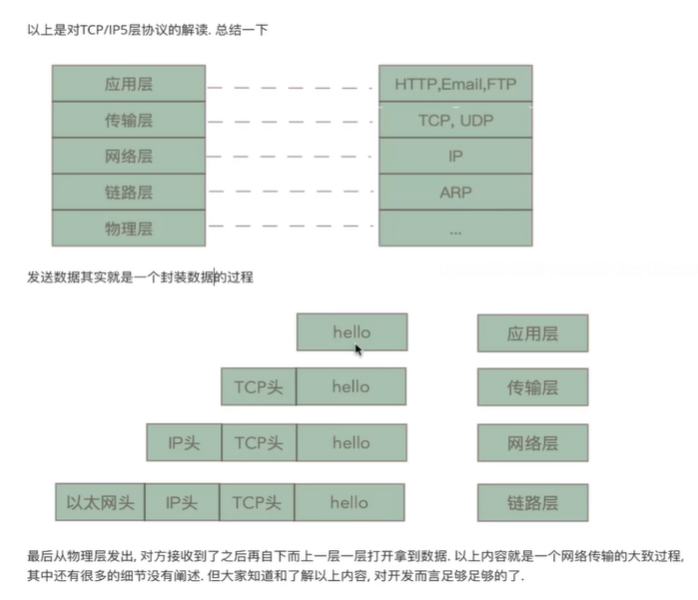 以上是对TCP/IP5层协议的解读. 总结一下
应用层 HTTP,Email,FTP
传输层 TCP, UDP
网络层 IP
链路层 ARP
物理层 ...
发送数据其实就是一个封装数据的过程
hello 应用层
TCP头 hello 传输层
IP头 TCP头 hello 网络层
以太网头 IP头 TCP头 hello 链路层
最后从物理层发出, 对方接收到了之后再自下而上一层一层打开拿到数据. 以上内容就是一个网络传输的大致过程,
其中还有很多的细节没有阐述. 但大家知道和了解以上内容, 对开发而言足够足够的了.